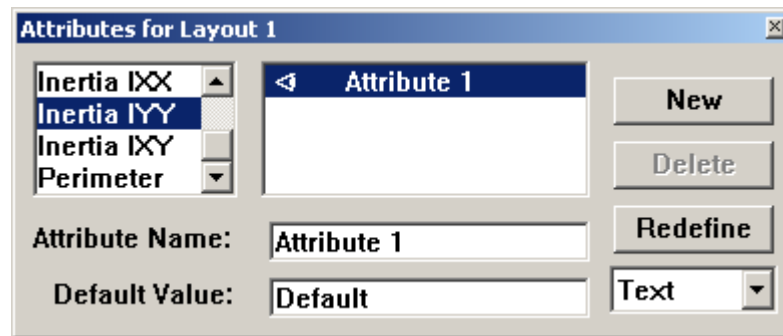 Attributes for Layout 1
Inertia IXX
Inertia IYY
Inertia IXY
Perimeter
Attribute 1
New
Delete
Redefine
Attribute Name:
Attribute 1
Default Value:
Default
Text